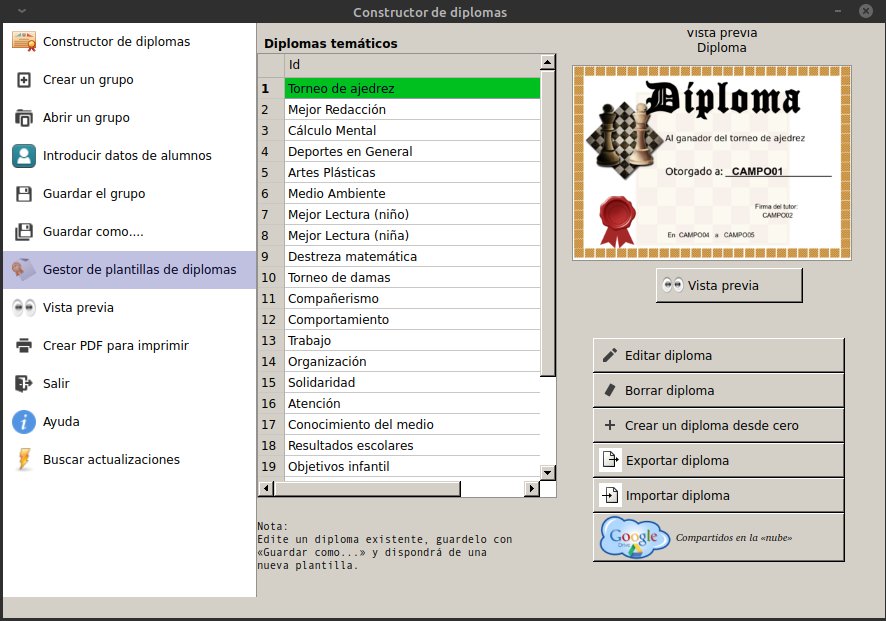 Constructor de diplomas
Constructor de diplomas
Crear un grupo
Abrir un grupo
Introducir datos de alumnos
Guardar el grupo
Guardar como....
Gestor de plantillas de diplomas
Vista previa
Crear PDF para imprimir
Salir
Ayuda
Buscar actualizaciones
Diplomas temáticos
Id
1 Torneo de ajedrez
2 Mejor Redacción
3 Cálculo Mental
4 Deportes en General
5 Artes Plásticas
6 Medio Ambiente
7 Mejor Lectura (niño)
8 Mejor Lectura (niña)
9 Destreza matemática
10 Torneo de damas
11 Compañerismo
12 Comportamiento
13 Trabajo
14 Organización
15 Solidaridad
16 Atención
17 Conocimiento del medio
18 Resultados escolares
19 Objetivos infantil
Nota:
Edite un diploma existente, guardelo con
«Guardar como...» y dispondrá de una
nueva plantilla.
Vista previa
Diploma
Díploma
Al ganador del torneo de ajedrez
Otorgado a: CAMPO01
Firma del tutor:
CAMPO02
En CAMPO04 a CAMPO05
Vista previa
Editar diploma
Borrar diploma
Crear un diploma desde cero
Exportar diploma
Importar diploma
Google
Drive
Compartidos en la «nube»